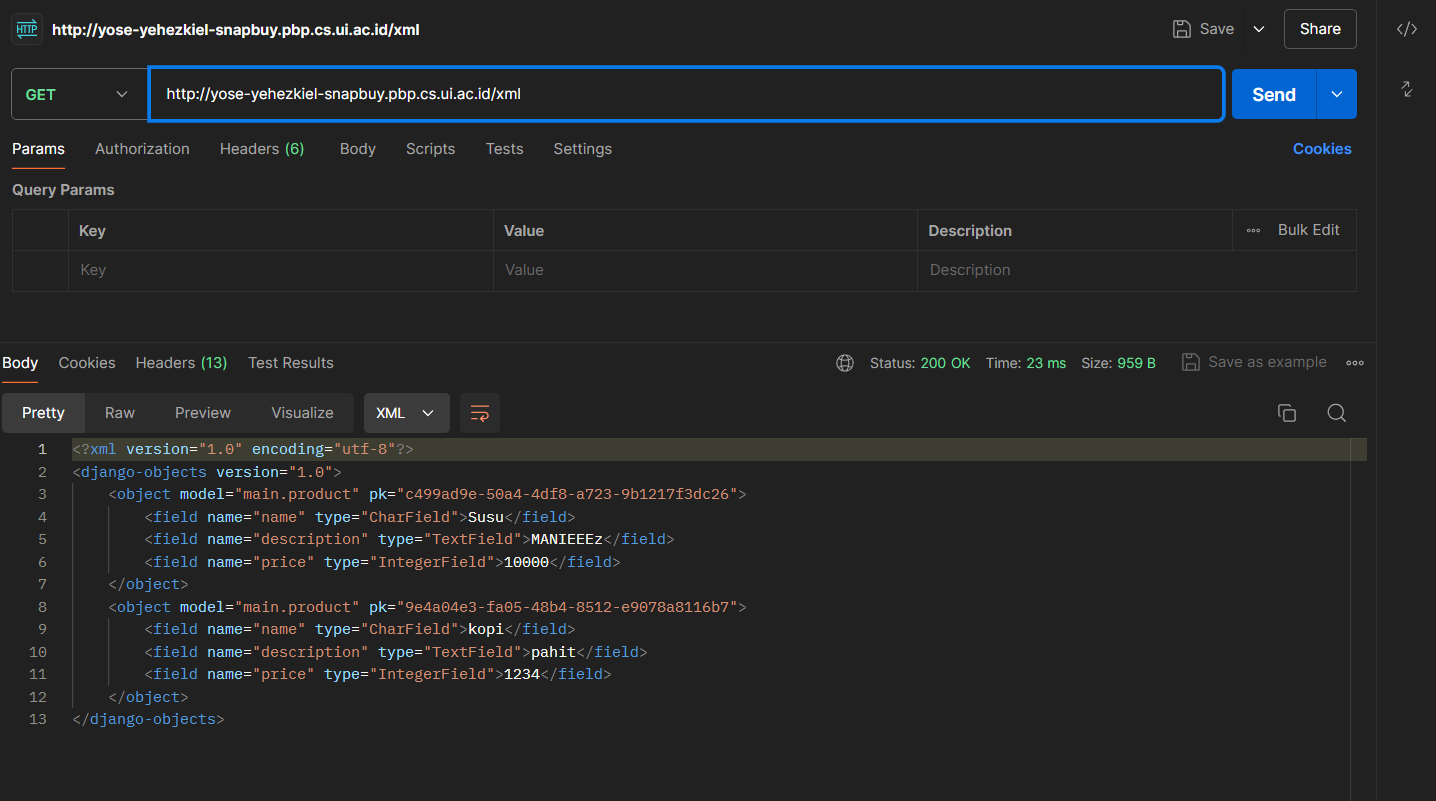 HTTP http://yose-yehezkiel-snapbuy.pbp.cs.ui.ac.id/xml Save Share
GET http://yose-yehezkiel-snapbuy.pbp.cs.ui.ac.id/xml Send
Params Authorization Headers (6) Body Scripts Tests Settings Cookies
Query Params
Key Value Description Bulk Edit
Key Value Description
Body Cookies Headers (13) Test Results Status: 200 OK Time: 23 ms Size: 959 B Save as example
Pretty Raw Preview Visualize XML
1 <?xml version="1.0" encoding="utf-8"?>
2 <django-objects version="1.0">
3 <object model="main.product" pk="c499ad9e-50a4-4df8-a723-9b1217f3dc26">
4 <field name="name" type="CharField">Susu</field>
5 <field name="description" type="TextField">MANIEEEz</field>
6 <field name="price" type="IntegerField">10000</field>
7 </object>
8 <object model="main.product" pk="9e4a04e3-fa05-48b4-8512-e9078a8116b7">
9 <field name="name" type="CharField">kopi</field>
10 <field name="description" type="TextField">pahit</field>
11 <field name="price" type="IntegerField">1234</field>
12 </object>
13 </django-objects>